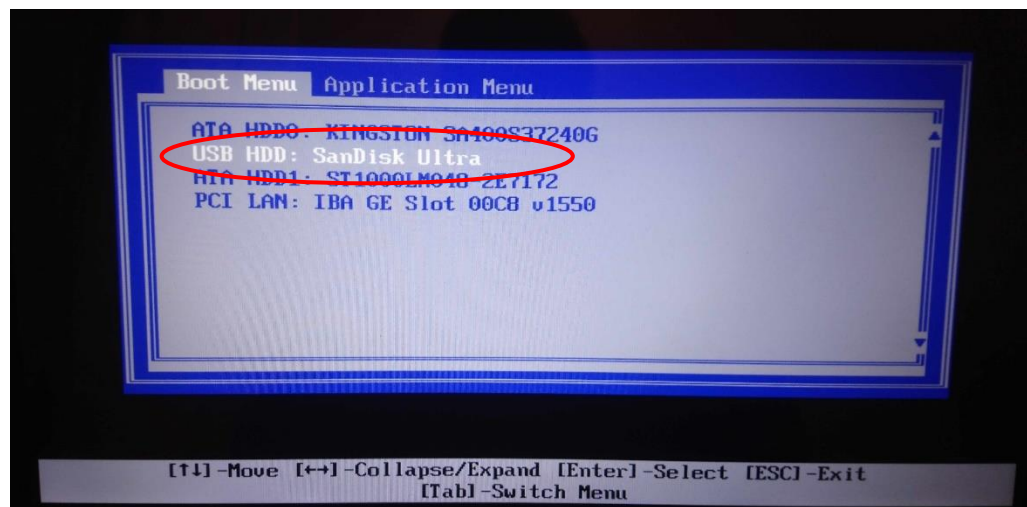 Boot Menu Application Menu
ATA HDD0: KINGSTON SA400S37240G
USB HDD: SanDisk Ultra
ATA HDD1: ST1000LM048-2E7172
PCI LAN: IBA GE Slot 00C8 v1550
[↑↓]-Move [←→]-Collapse/Expand [Enter]-Select [ESC]-Exit
[Tab]-Switch Menu